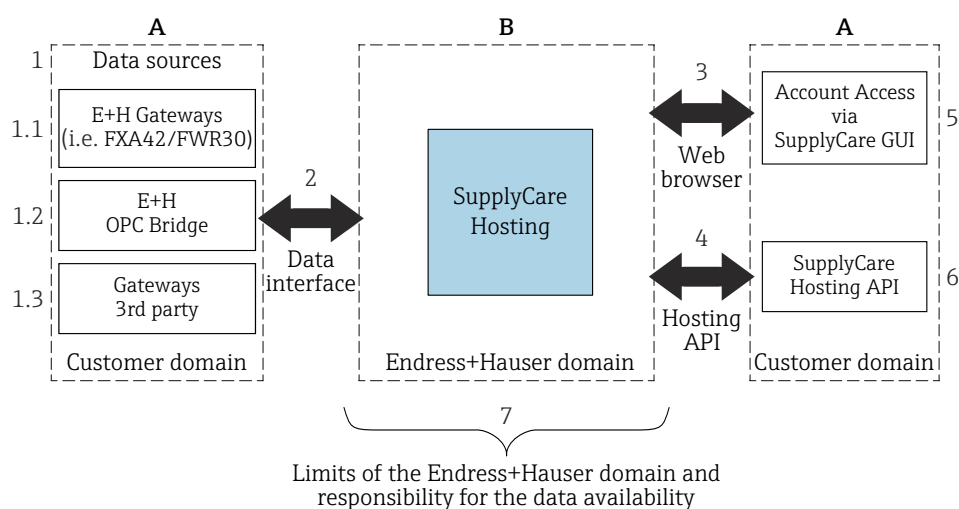 A
B
A
1
Data sources
1.1
E+H Gateways
(i.e. FXA42/FWR30)
1.2
E+H
OPC Bridge
1.3
Gateways
3rd party
Customer domain
2
Data
interface
SupplyCare
Hosting
Endress+Hauser domain
3
Web
browser
4
Hosting
API
Account Access
via
SupplyCare GUI
5
SupplyCare
Hosting API
6
Customer domain
7
Limits of the Endress+Hauser domain and
responsibility for the data availability